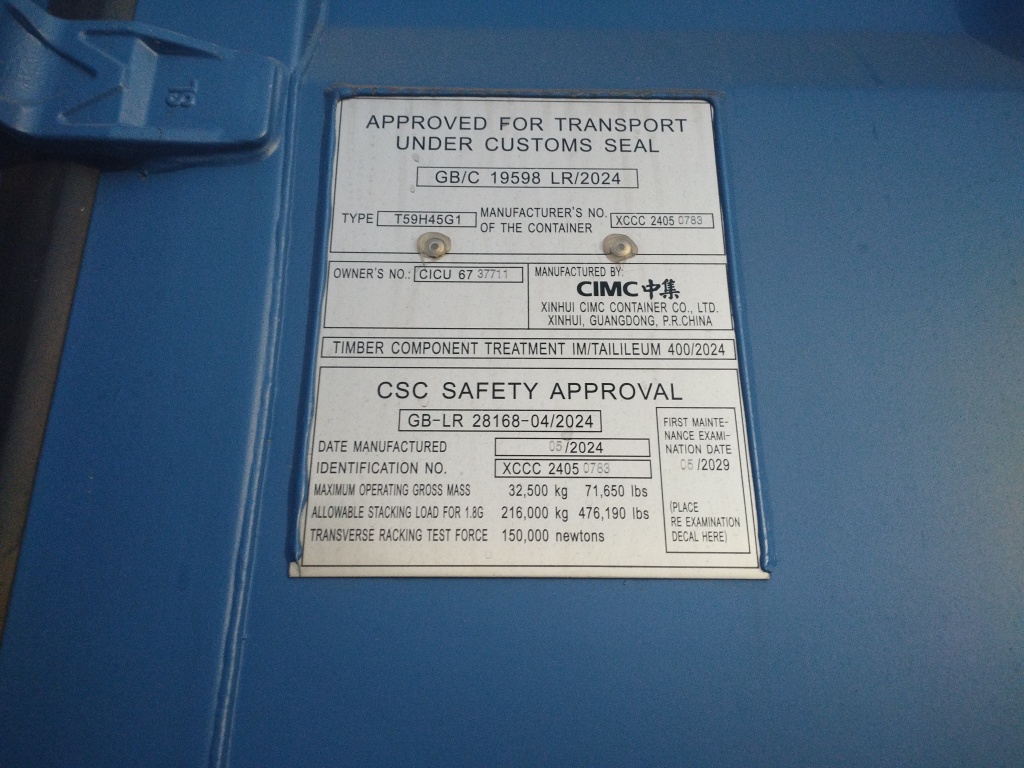 APPROVED FOR TRANSPORT
UNDER CUSTOMS SEAL
GB/C 19598 LR/2024
TYPE T59H45G1 MANUFACTURER'S NO. OF THE CONTAINER XCCC 2405 0783
OWNER'S NO.: CICU 67 37711
MANUFACTURED BY:
CIMC 中集
XINHUI CIMC CONTAINER CO., LTD.
XINHUI, GUANGDONG, P.R.CHINA
TIMBER COMPONENT TREATMENT IM/TAILILEUM 400/2024
CSC SAFETY APPROVAL
GB-LR 28168-04/2024
DATE MANUFACTURED 05/2024
IDENTIFICATION NO. XCCC 2405 0783
MAXIMUM OPERATING GROSS MASS 32,500 kg 71,650 lbs
ALLOWABLE STACKING LOAD FOR 1.8G 216,000 kg 476,190 lbs
TRANSVERSE RACKING TEST FORCE 150,000 newtons
FIRST MAINTE-
NANCE EXAMI-
NATION DATE
05/2029
(PLACE
RE EXAMINATION
DECAL HERE)